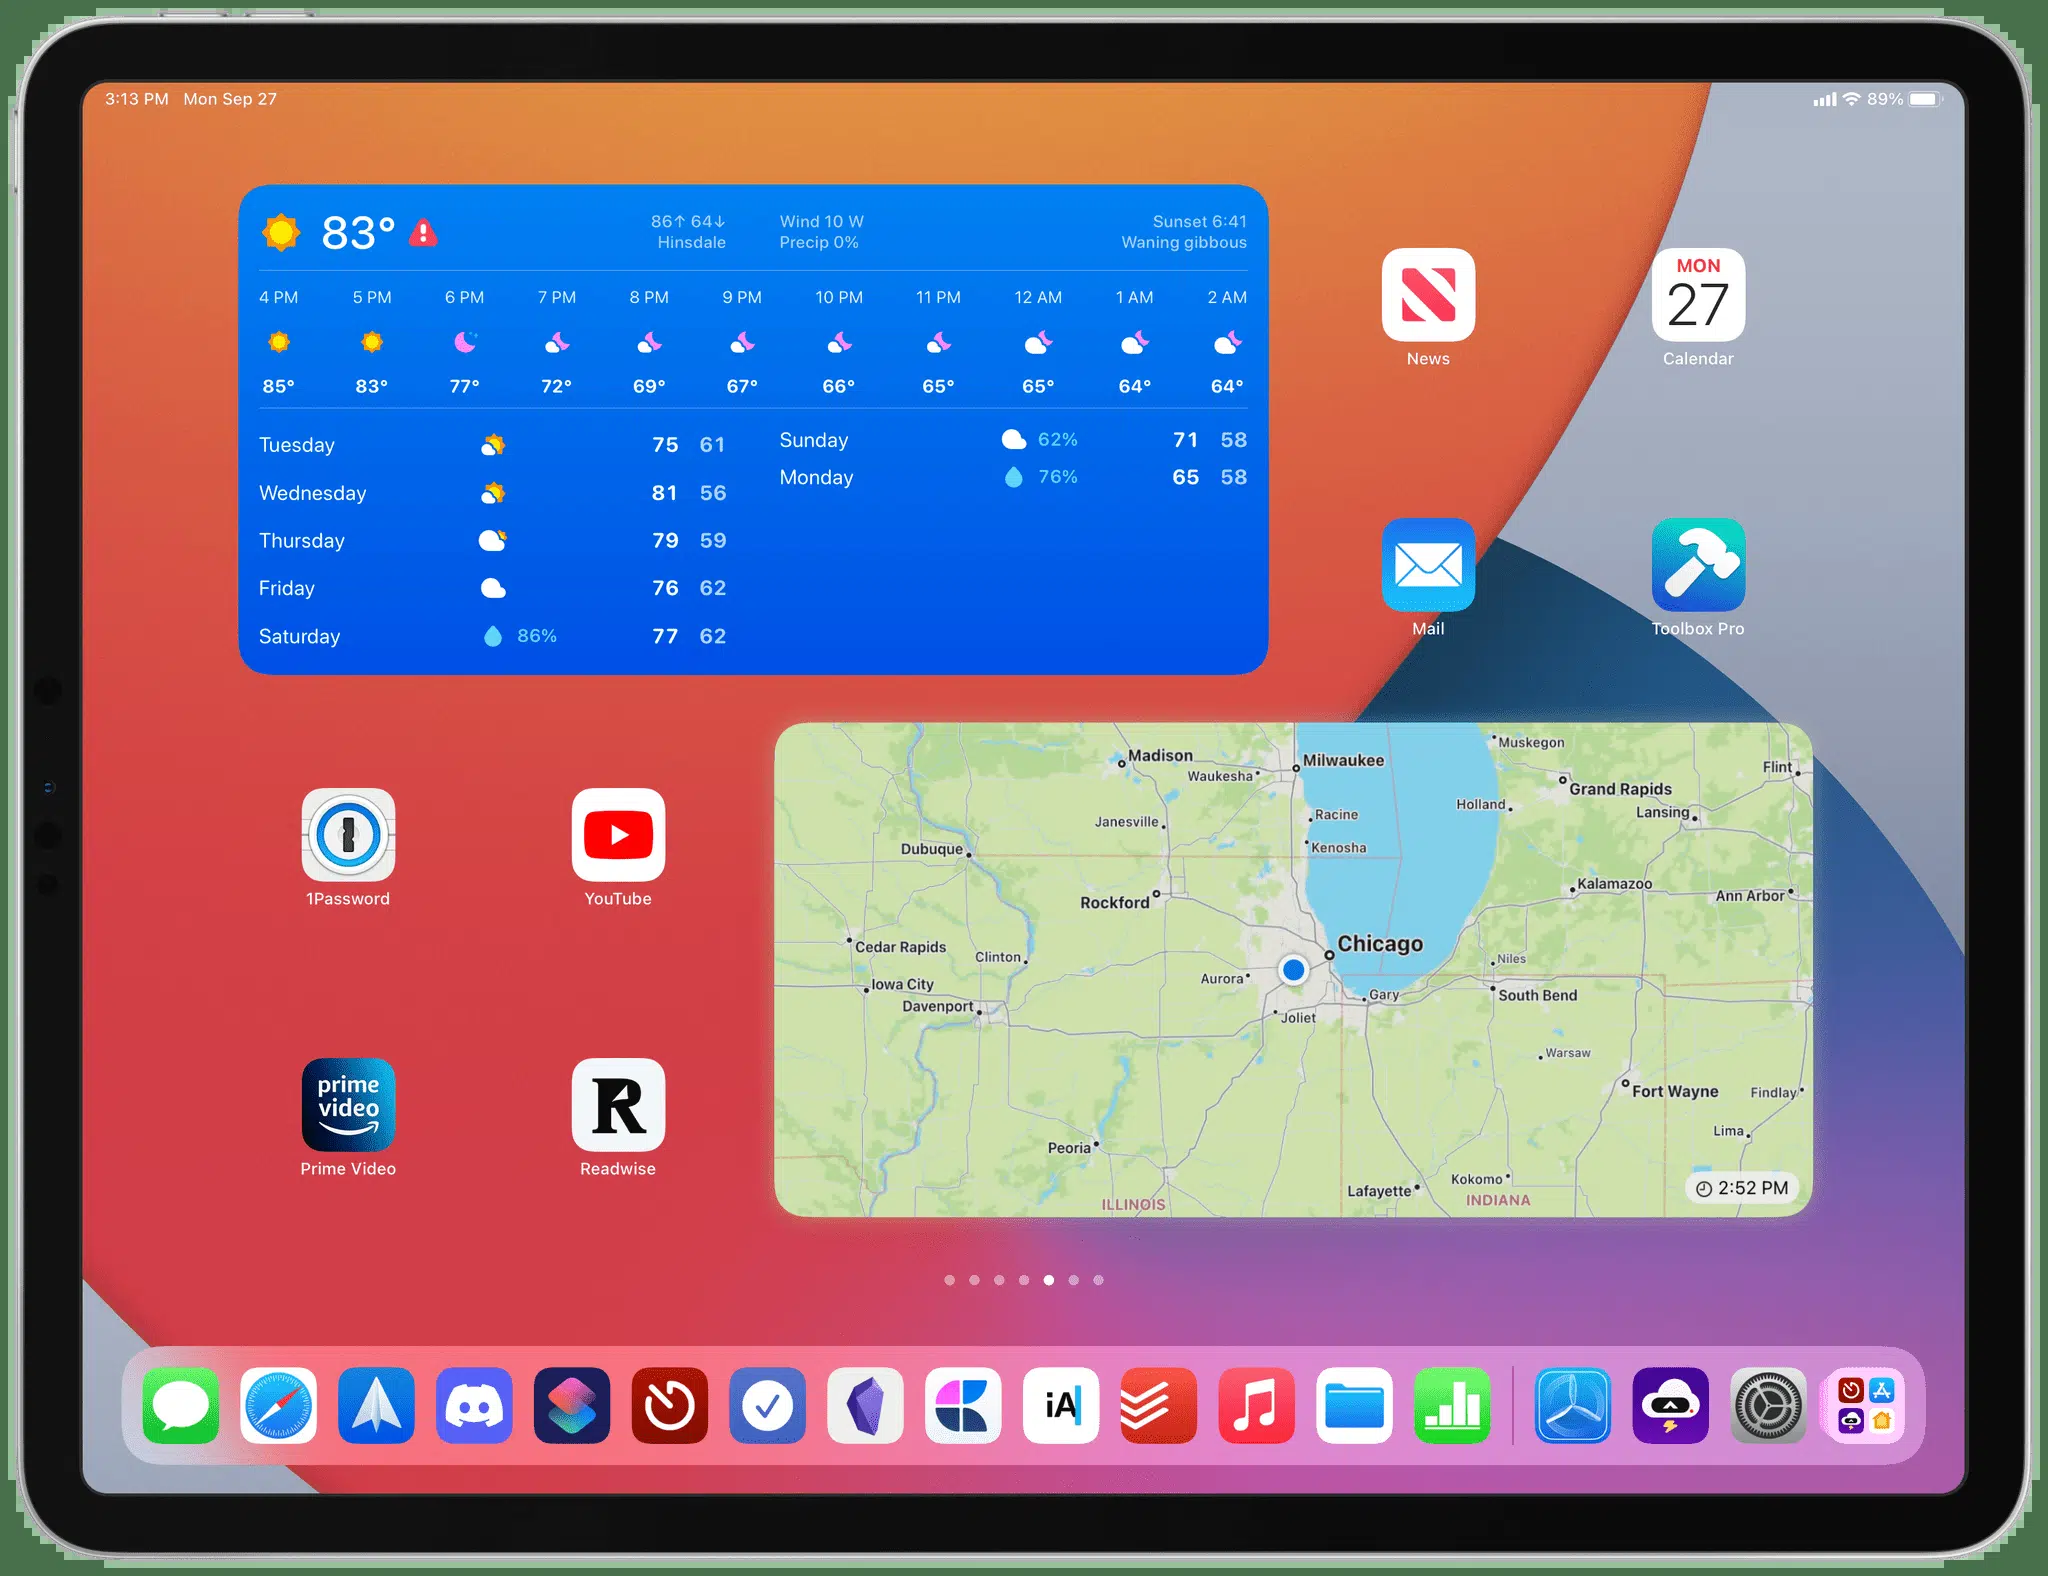 3:13 PM Mon Sep 27
89%
83°
86↑ 64↓
Hinsdale
Wind 10 W
Precip 0%
Sunset 6:41
Waning gibbous
4 PM 5 PM 6 PM 7 PM 8 PM 9 PM 10 PM 11 PM 12 AM 1 AM 2 AM
85° 83° 77° 72° 69° 67° 66° 65° 65° 64° 64°
Tuesday 75 61
Wednesday 81 56
Thursday 79 59
Friday 76 62
Saturday 86% 77 62
Sunday 62% 71 58
Monday 76% 65 58
News
MON
27
Calendar
Mail
Toolbox Pro
1Password
YouTube
prime
video
Prime Video
R
Readwise
Madison
Waukesha
Milwaukee
Muskegon
Grand Rapids
Flint
Holland
Lansing
Janesville
Racine
Kenosha
Dubuque
Rockford
Kalamazoo
Ann Arbor
Cedar Rapids
Clinton
Chicago
Niles
Iowa City
Aurora
Gary
South Bend
Davenport
Joliet
Warsaw
Fort Wayne
Findlay
Lima
Peoria
Kokomo
Lafayette
ILLINOIS
INDIANA
2:52 PM
iA